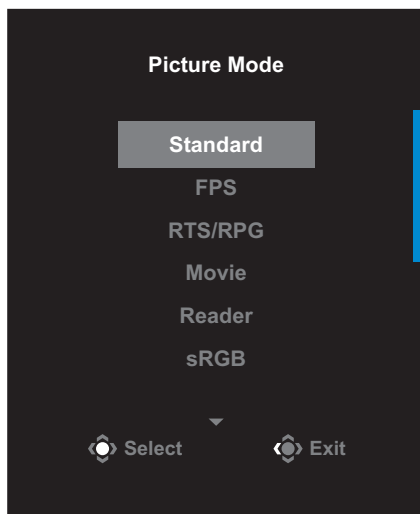 Picture Mode
Standard
FPS
RTS/RPG
Movie
Reader
sRGB
Select Exit